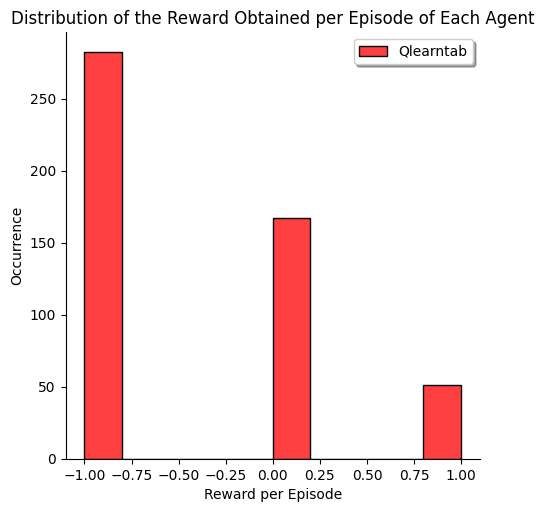 Distribution of the Reward Obtained per Episode of Each Agent
Qlearntab
Occurrence
250
200
150
100
50
0
−1.00 −0.75 −0.50 −0.25 0.00 0.25 0.50 0.75 1.00
Reward per Episode